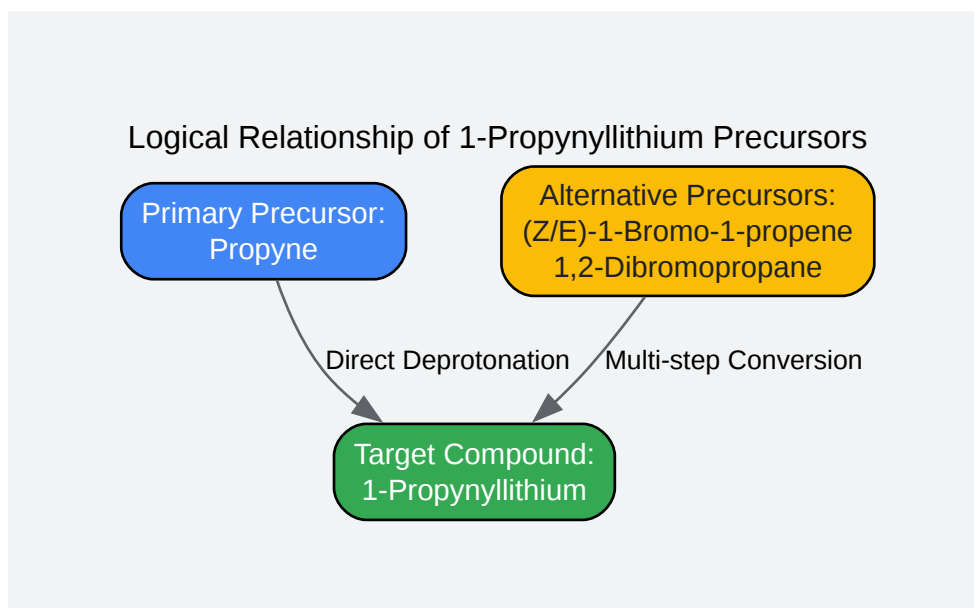 Logical Relationship of 1-Propynyllithium Precursors
Primary Precursor:
Propyne
Alternative Precursors:
(Z/E)-1-Bromo-1-propene
1,2-Dibromopropane
Direct Deprotonation
Multi-step Conversion
Target Compound:
1-Propynyllithium